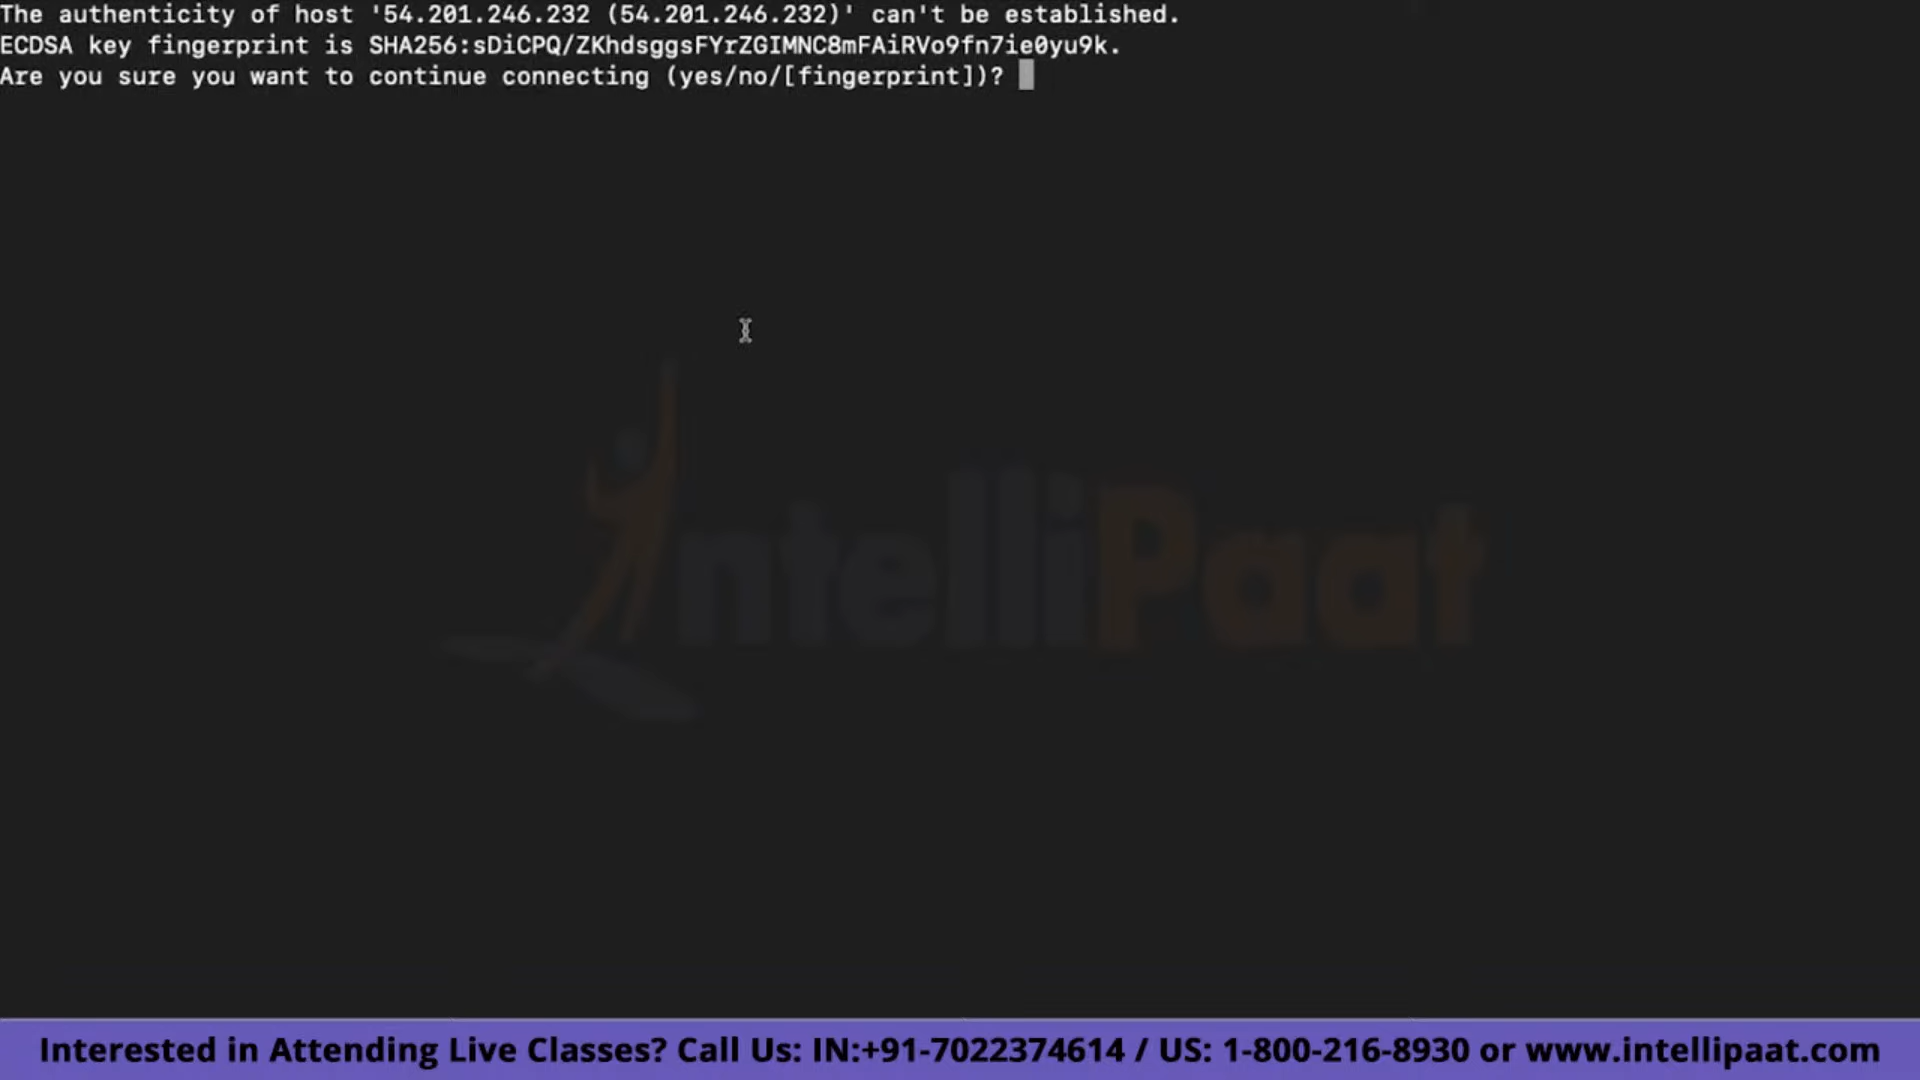 The authenticity of host '54.201.246.232 (54.201.246.232)' can't be established.
ECDSA key fingerprint is SHA256:sDiCPQ/ZKhdsggsFYrZGIMNC8mFAiRVo9fn7ie0yu9k.
Are you sure you want to continue connecting (yes/no/[fingerprint])?
IntelliPaat
Interested in Attending Live Classes? Call Us: IN:+91-7022374614 / US: 1-800-216-8930 or www.intellipaat.com